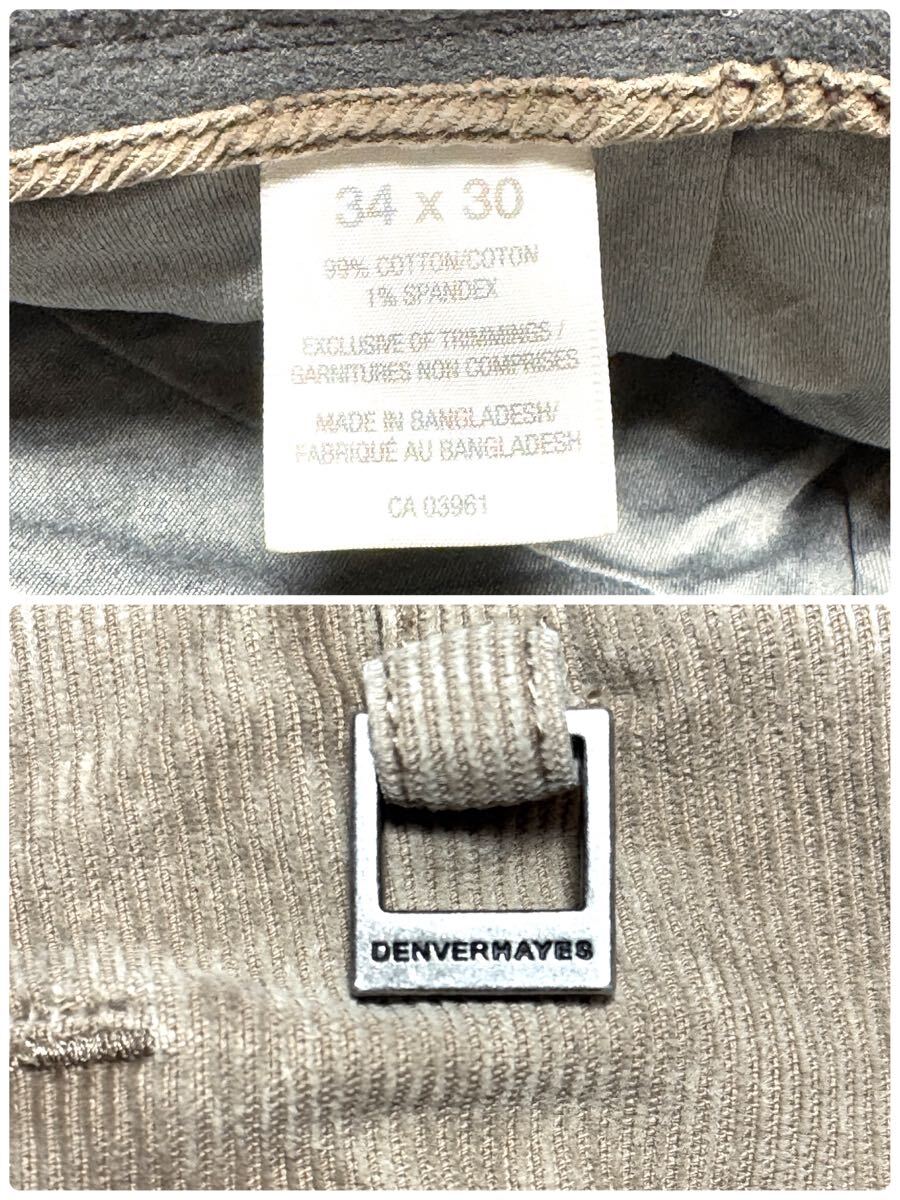 34 x 30
99% COTTON/COTON
1% SPANDEX
EXCLUSIVE OF TRIMMINGS /
GARNITURES NON COMPRISES
MADE IN BANGLADESH/
FABRIQUÉ AU BANGLADESH
CA 03961
DENVERHAYES